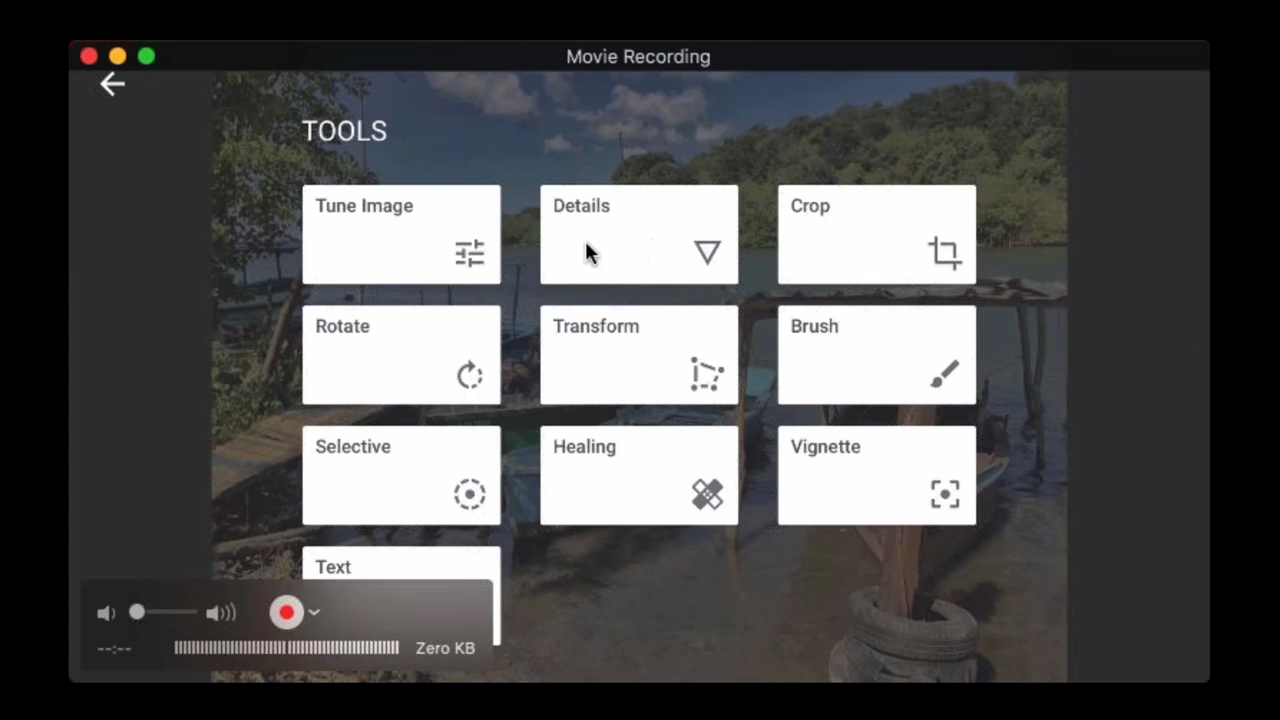 Movie Recording
TOOLS
Tune Image
Details
Crop
Rotate
Transform
Brush
Selective
Healing
Vignette
Text
--:--
Zero KB